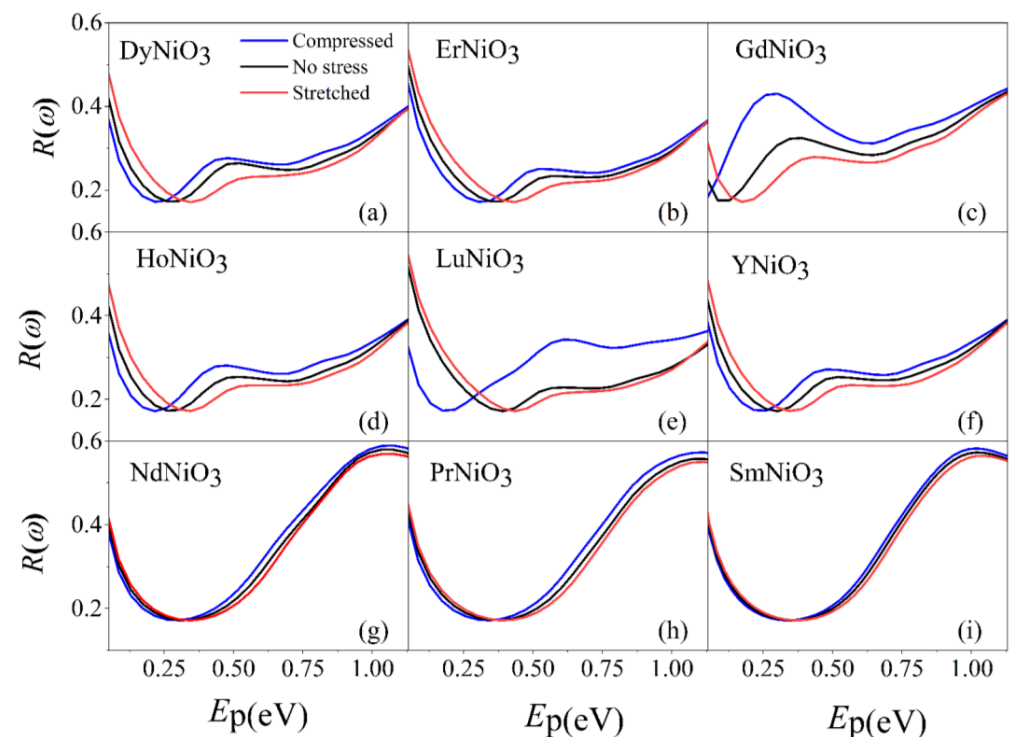 0.6
DyNiO3
Compressed
No stress
Stretched
ErNiO3
GdNiO3
R(ω)
0.4
0.2
(a)
(b)
(c)
0.6
HoNiO3
LuNiO3
YNiO3
R(ω)
0.4
0.2
(d)
(e)
(f)
0.6
NdNiO3
PrNiO3
SmNiO3
R(ω)
0.4
0.2
(g)
(h)
(i)
0.25 0.50 0.75 1.00
0.25 0.50 0.75 1.00
0.25 0.50 0.75 1.00
Ep(eV)
Ep(eV)
Ep(eV)